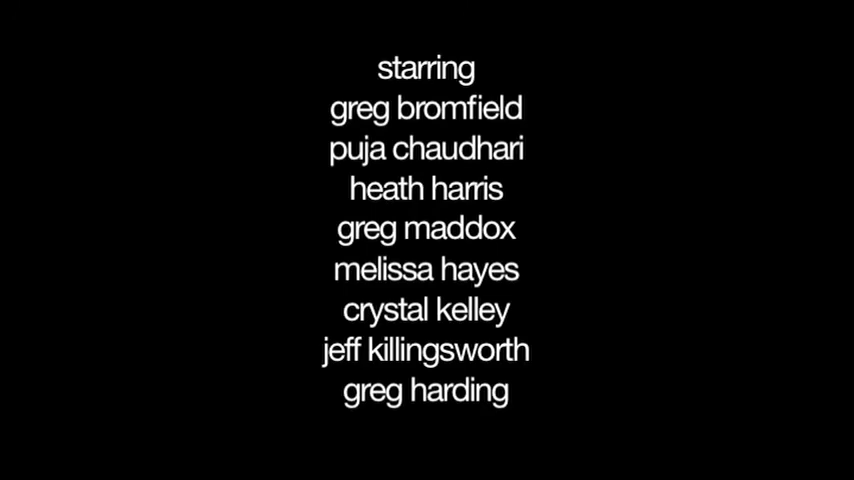 starring
greg bromfield
puja chaudhari
heath harris
greg maddox
melissa hayes
crystal kelley
jeff killingsworth
greg harding